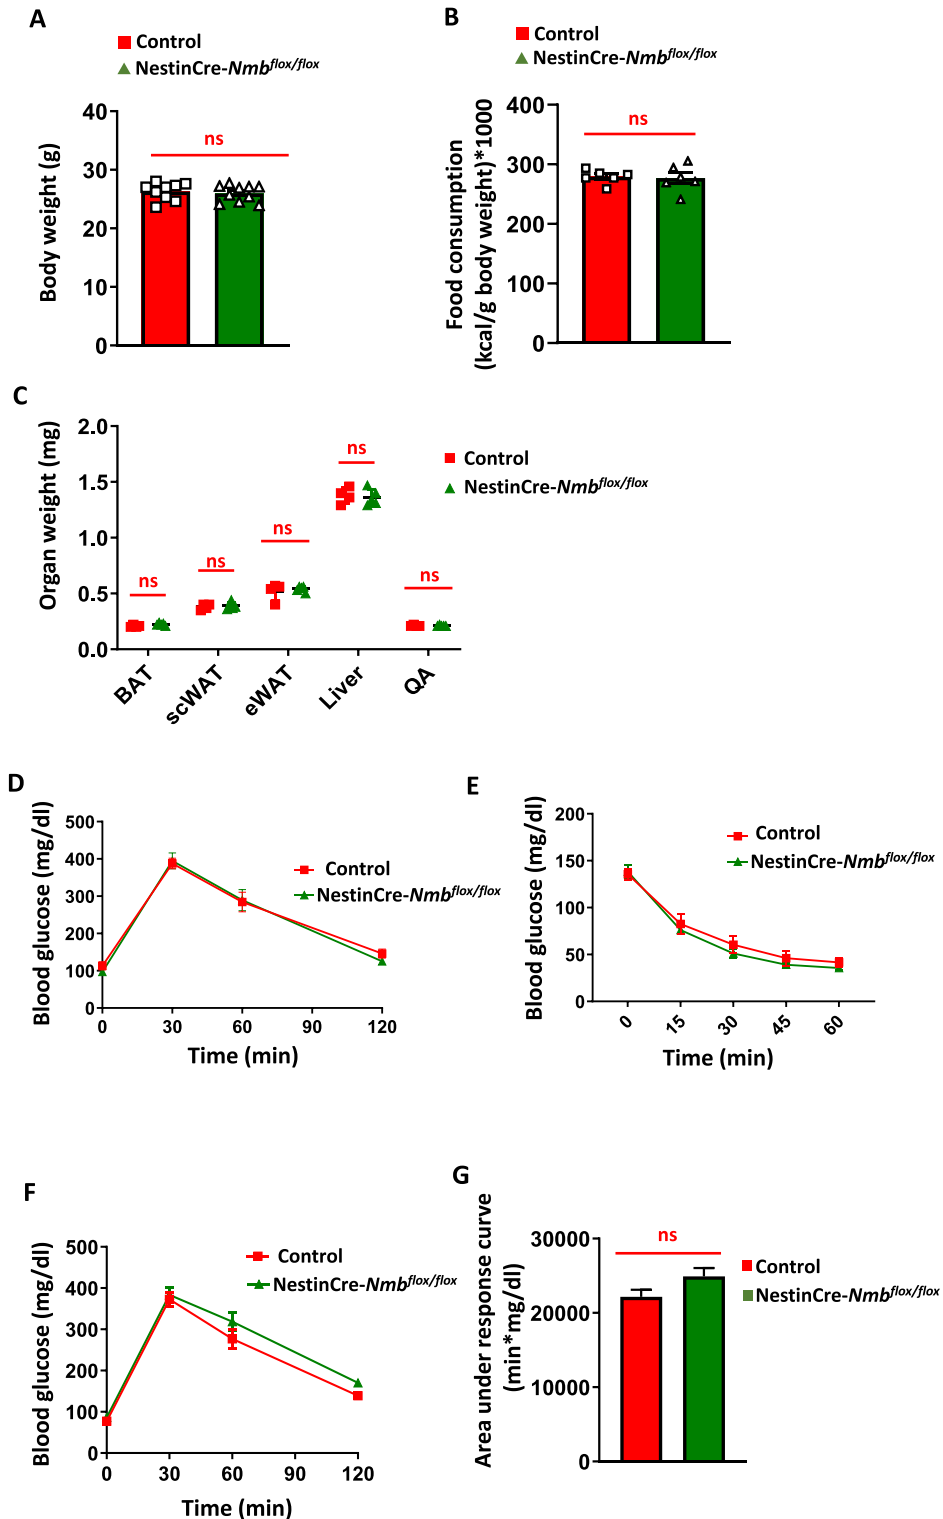 A
Control
NestinCre-Nmbflox/flox
Body weight (g)
40
30
20
10
0
ns
B
Control
NestinCre-Nmbflox/flox
Food consumption
(kcal/g body weight)*1000
400
300
200
100
0
ns
C
Organ weight (mg)
2.0
1.5
1.0
0.5
0.0
ns
ns
ns
ns
ns
Control
NestinCre-Nmbflox/flox
BAT
scWAT
eWAT
Liver
QA
D
Blood glucose (mg/dl)
500
400
300
200
100
0
Control
NestinCre-Nmbflox/flox
0 30 60 90 120
Time (min)
E
Blood glucose (mg/dl)
200
150
100
50
0
Control
NestinCre-Nmbflox/flox
0 15 30 45 60
Time (min)
F
Blood glucose (mg/dl)
500
400
300
200
100
0
Control
NestinCre-Nmbflox/flox
0 30 60 90 120
Time (min)
G
Area under response curve
(min*mg/dl)
30000
20000
10000
0
ns
Control
NestinCre-Nmbflox/flox